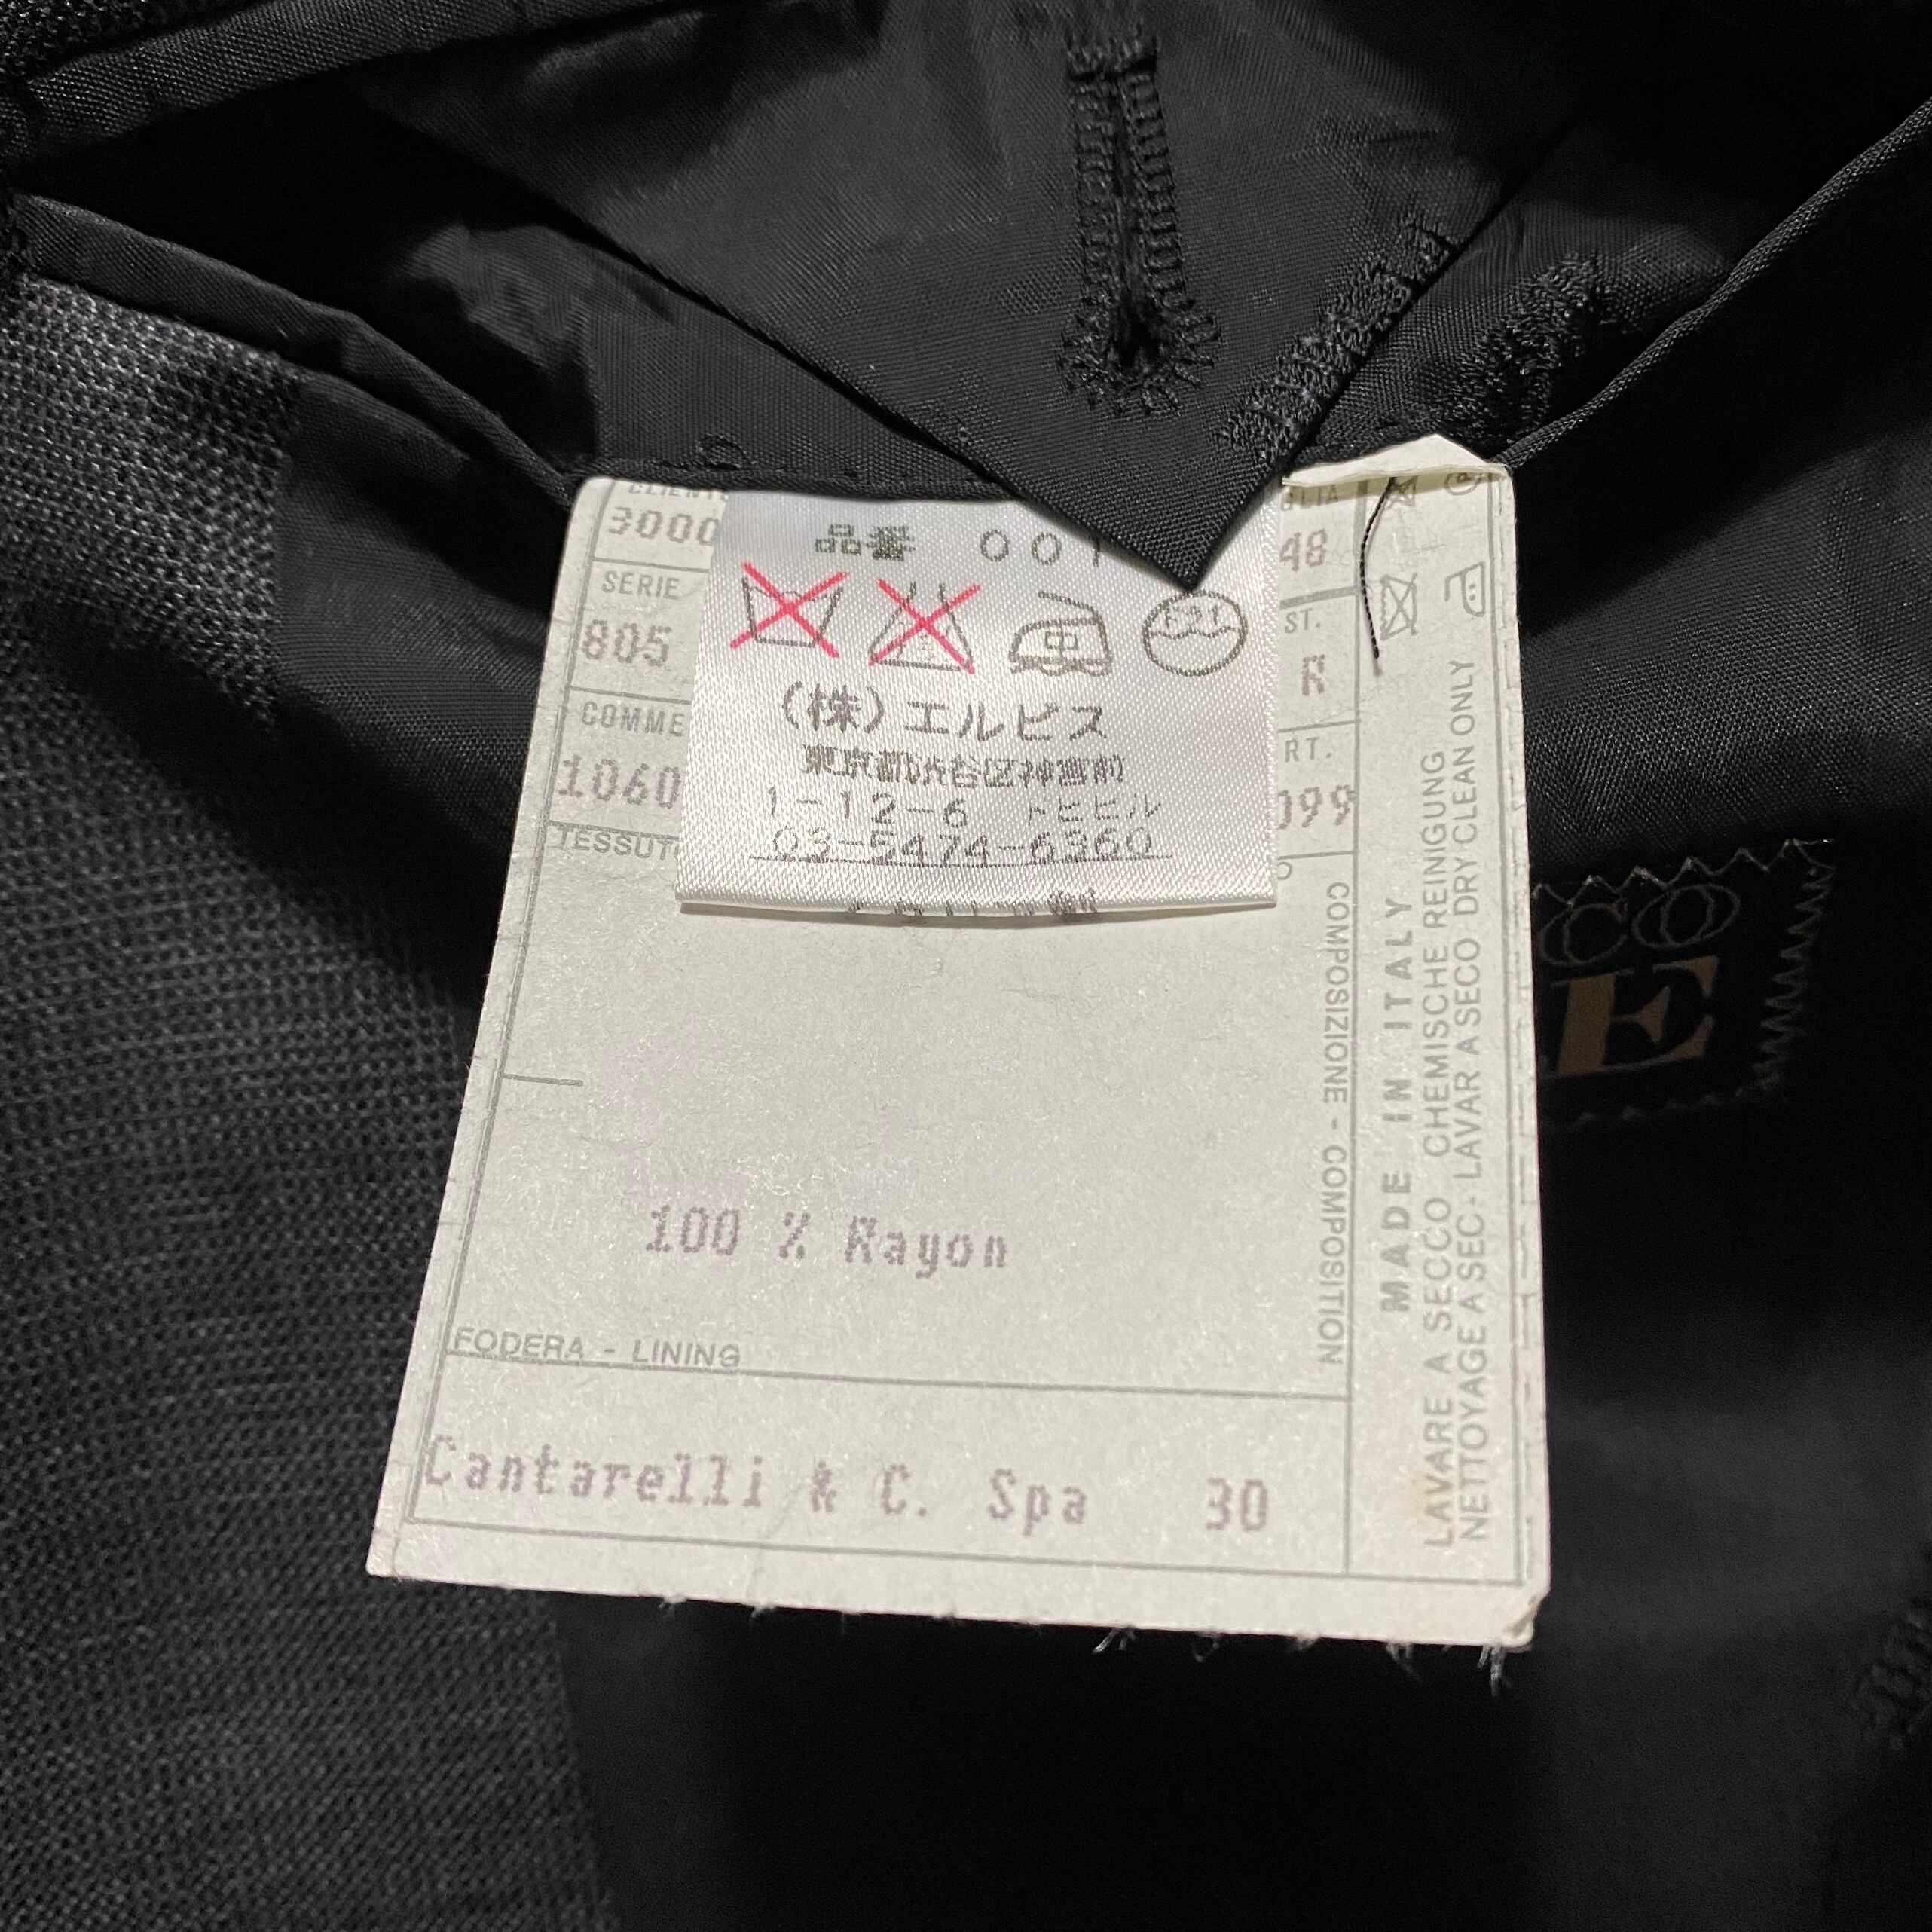 3000
48
SERIE
ST.
805
R
COMME
RT.
1060
099
TESSUTO
品番 001
(株)エルビス
東京都渋谷区神宮前
1-12-6 トヒビル
03-5474-6360
COMPOSIZIONE - COMPOSITION
100 % Rayon
FODERA - LINING
Cantarelli & C. Spa 30
MADE IN ITALY
LAVARE A SECCO CHEMISCHE REINIGUNG
NETTOYAGE A SEC - LAVAR A SECO DRY CLEAN ONLY
CO
E